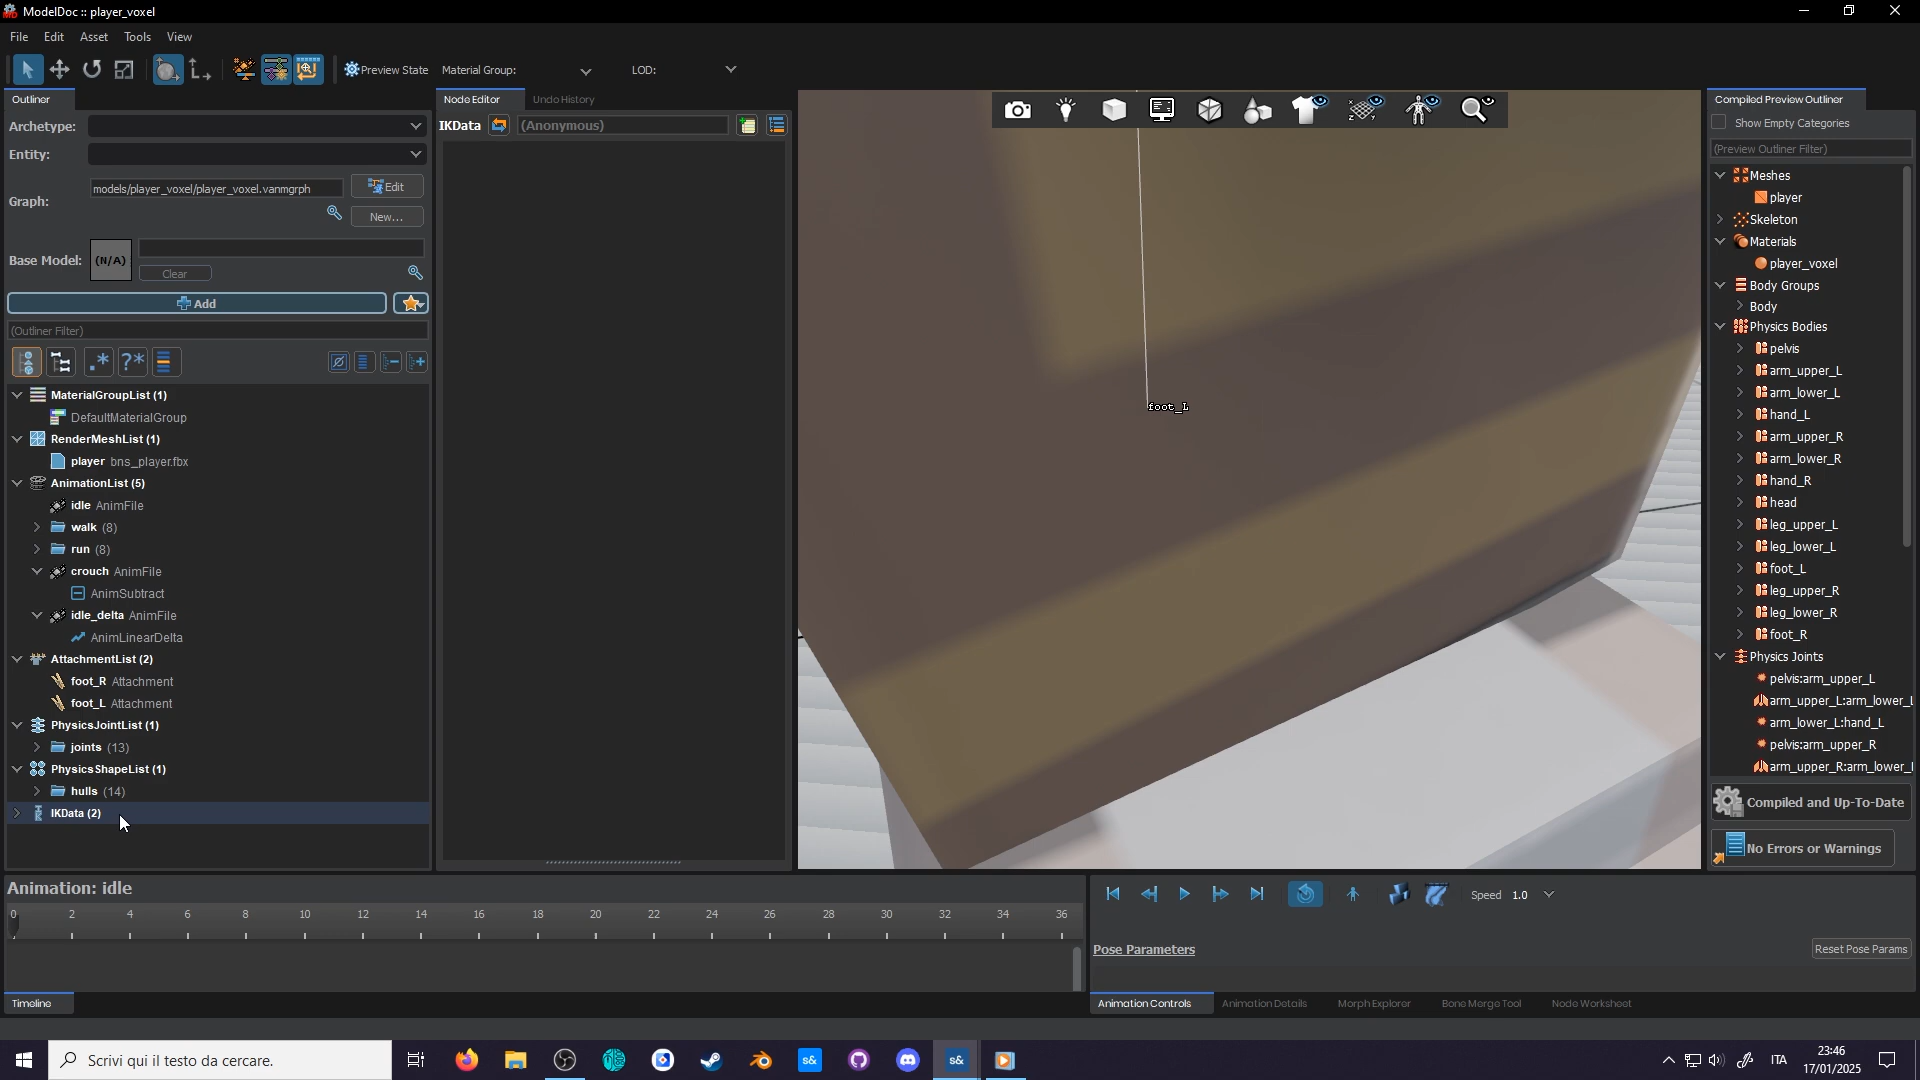 ModelDoc :: player_voxel
File Edit Asset Tools View
Preview State Material Group: LOD:
Outliner
Archetype:
Entity:
Graph: models/player_voxel/player_voxel.vanmgrph Edit
New...
Base Model: (N/A)
Clear
Add
(Outliner Filter)
.* ?*
MaterialGroupList (1)
DefaultMaterialGroup
RenderMeshList (1)
player bns_player.fbx
AnimationList (5)
idle AnimFile
walk (8)
run (8)
crouch AnimFile
AnimSubtract
idle_delta AnimFile
AnimLinearDelta
AttachmentList (2)
foot_R Attachment
foot_L Attachment
PhysicsJointList (1)
joints (13)
PhysicsShapeList (1)
hulls (14)
IKData (2)
Node Editor Undo History
IKData (Anonymous)
foot_L
Compiled Preview Outliner
Show Empty Categories
(Preview Outliner Filter)
Meshes
player
Skeleton
Materials
player_voxel
Body Groups
Body
Physics Bodies
pelvis
arm_upper_L
arm_lower_L
hand_L
arm_upper_R
arm_lower_R
hand_R
head
leg_upper_L
leg_lower_L
foot_L
leg_upper_R
leg_lower_R
foot_R
Physics Joints
pelvis:arm_upper_L
arm_upper_L:arm_lower_L
arm_lower_L:hand_L
pelvis:arm_upper_R
arm_upper_R:arm_lower_
Compiled and Up-To-Date
No Errors or Warnings
Animation: idle
0 2 4 6 8 10 12 14 16 18 20 22 24 26 28 30 32 34 36
Timeline
Speed 1.0
Pose Parameters Reset Pose Params
Animation Controls Animation Details Morph Explorer Bone Merge Tool Node Worksheet
Scrivi qui il testo da cercare.
s& s&
ITA
23:46
17/01/2025